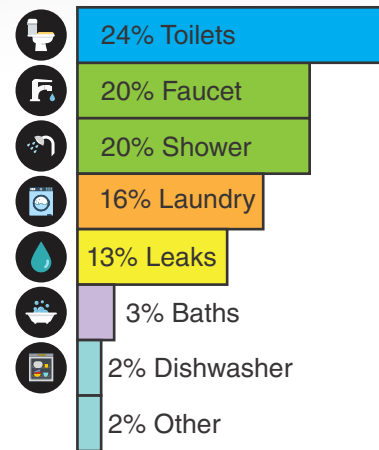 24% Toilets
20% Faucet
20% Shower
16% Laundry
13% Leaks
3% Baths
2% Dishwasher
2% Other